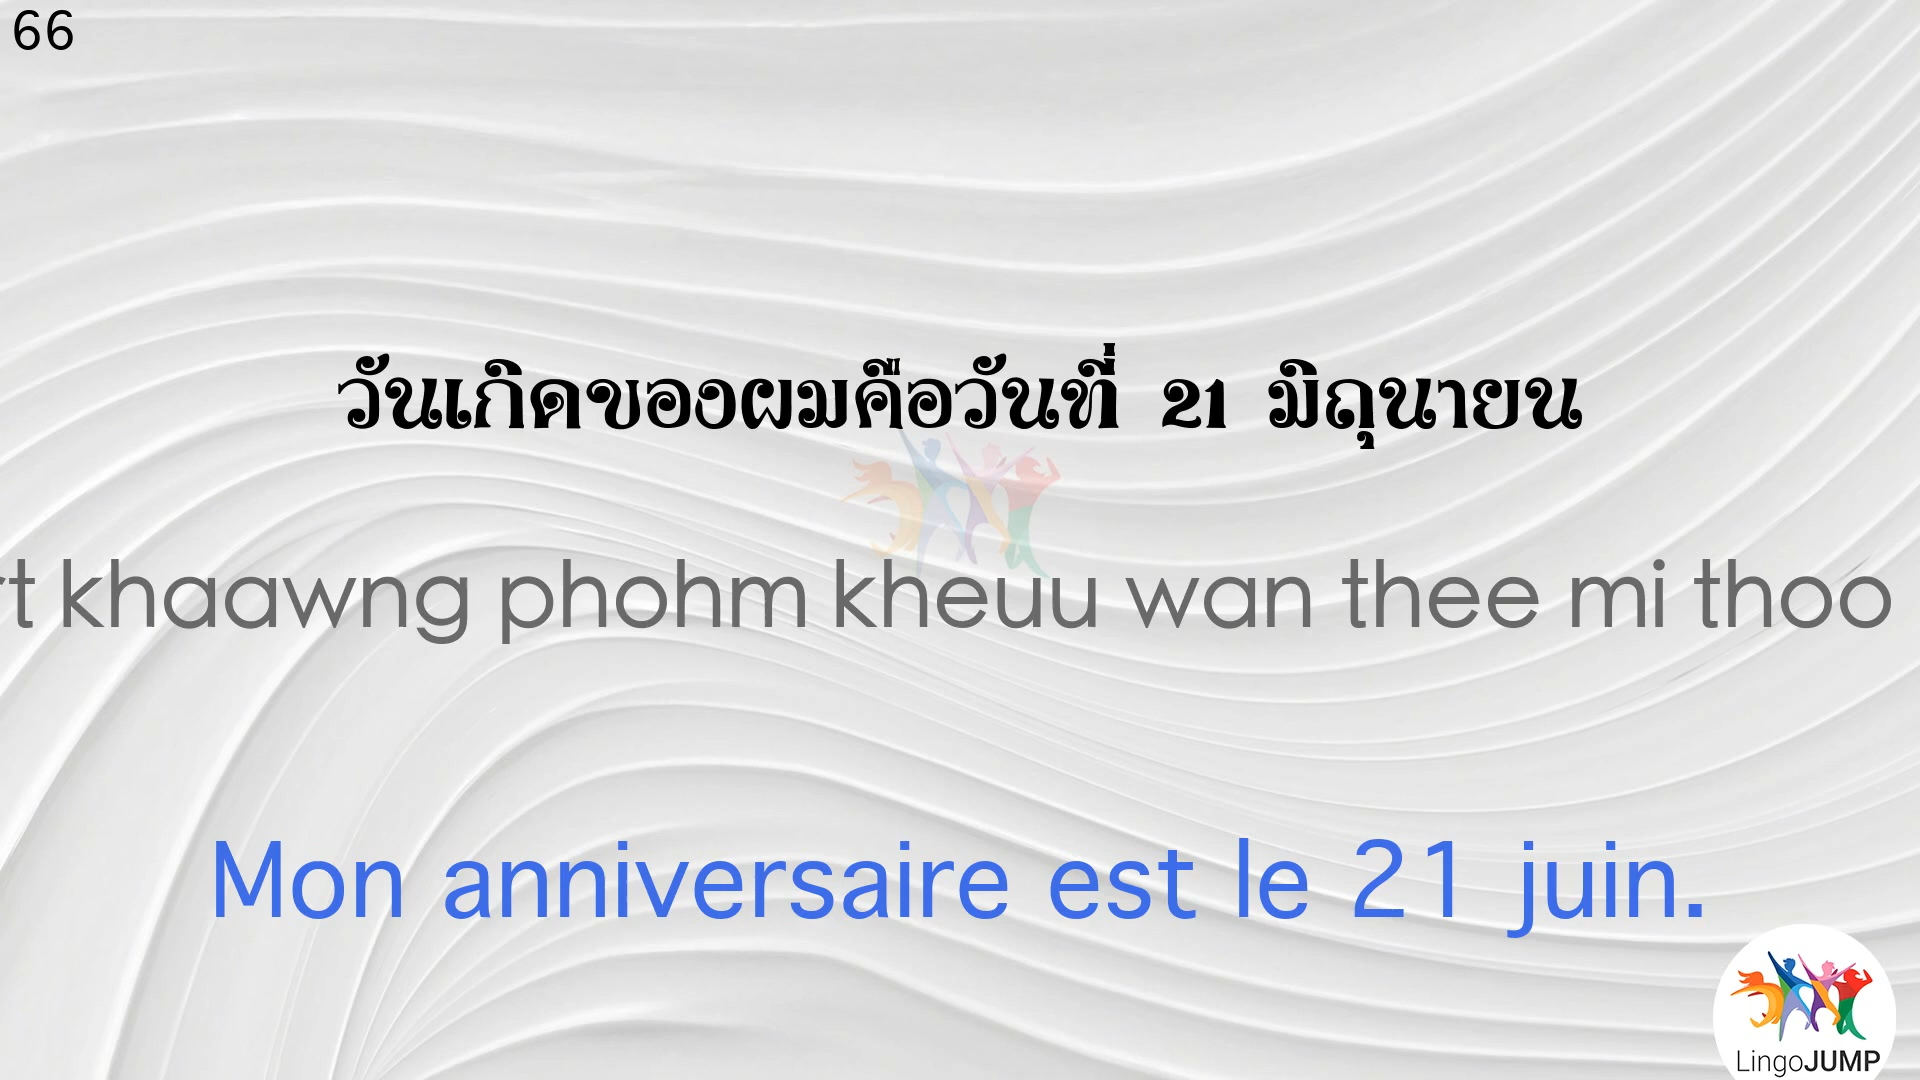 66
วันเกิดของผมคือวันที่ 21 มิถุนายน
khaawng phohm kheuu wan thee mi thoo
Mon anniversaire est le 21 juin.
LingoJUMP